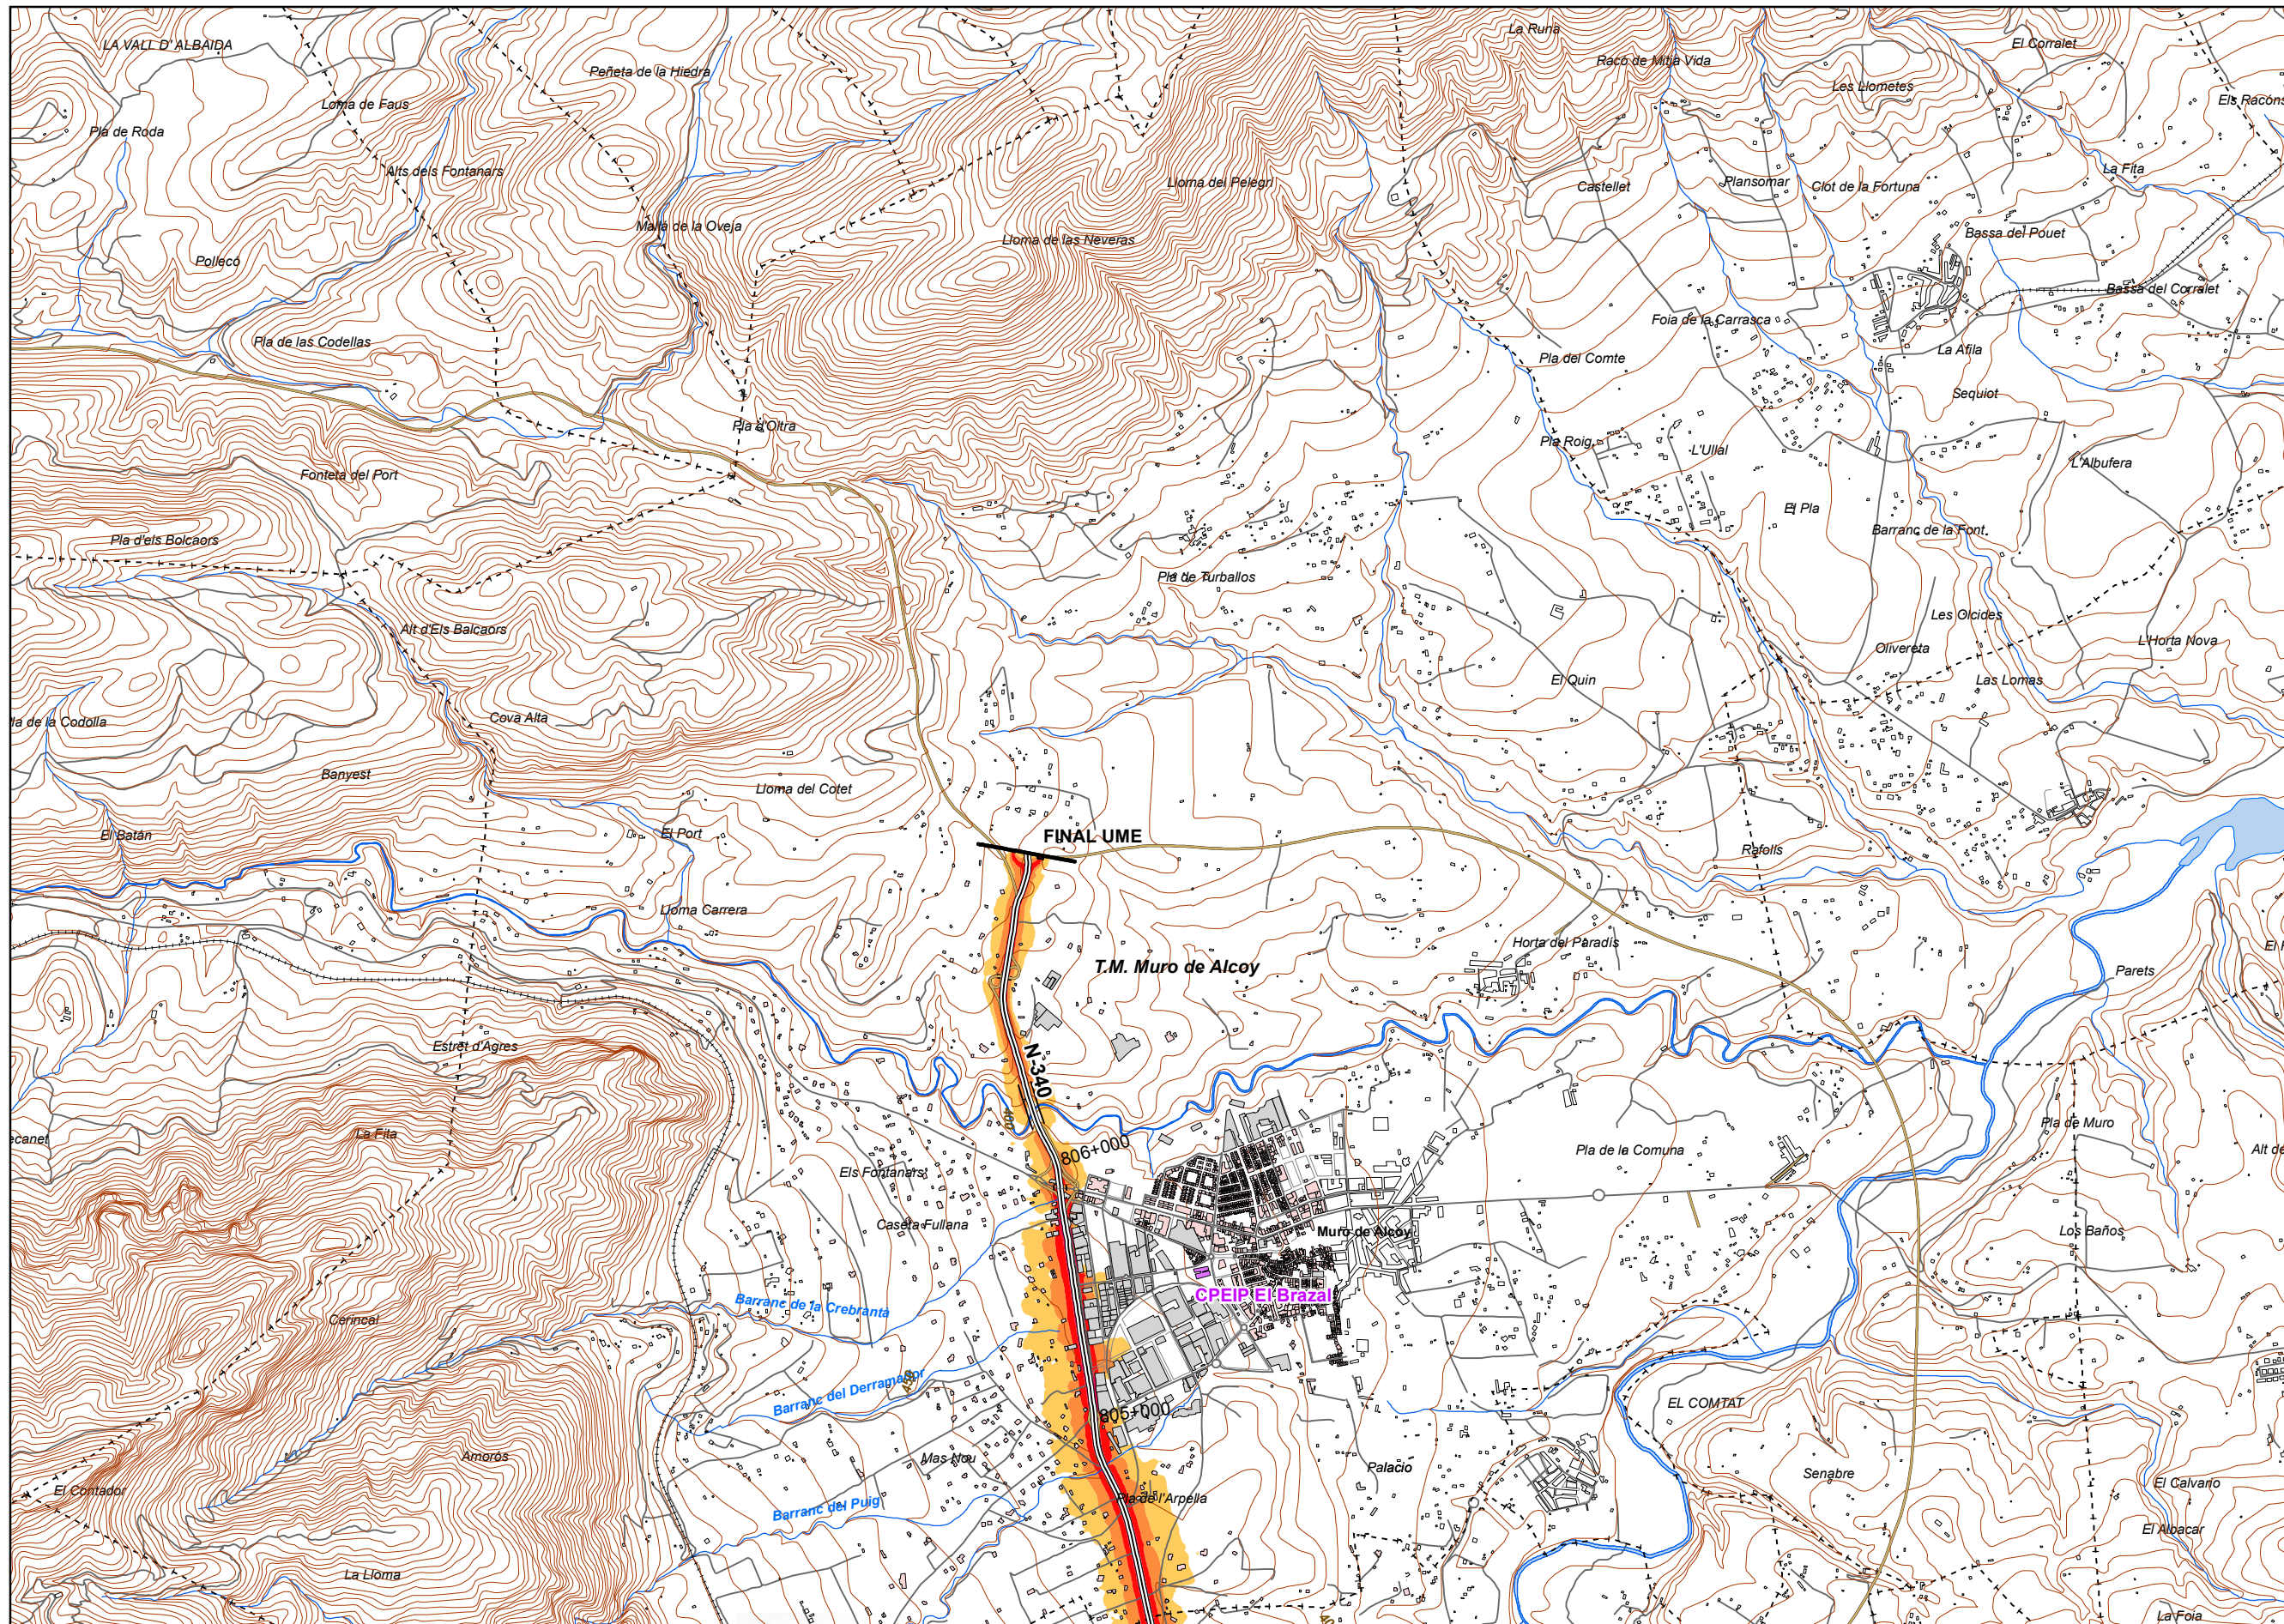 La Runa
LA VALL D'ALBAIDA
El Corralet
Racó de Mitja Vida
Peñeta de la Hiedra
Les Llometes
Loma de Faus
Els Racóns
Pla de Roda
La Fita
Alts dels Fontanars
Lloma del Pelegrí
Castellet
Plansomar
Clot de la Fortuna
Mallà de la Oveja
Bassa del Pouet
Lloma de las Neveras
Pollecó
Bassa del Corralet
Foia de la Carrasca
Pla de las Codellas
La Afila
Pla del Comte
Sequiot
Pla d'Oltra
Pla Roig
L'Ullal
L'Albufera
Fonteta del Port
El Pla
Barranc de la Font
Pla d'els Bolcaors
Pla de Turballos
Les Olcides
Alt d'Els Balcaors
L'Horta Nova
Olivereta
El Quin
Las Lomas
la de la Codolla
Cova Alta
Banyest
Lloma del Cotet
El Batán
El Port
FINAL UME
Rafolls
Lloma Carrera
Horta del Paradís
T.M. Muro de Alcoy
Parets
Estret d'Agres
N-340
400
La Fita
ecanet
806+000
Pla de Muro
Pla de la Comuna
Alt de
Els Fontanars
Caseta Fullana
Muro de Alcoy
Los Baños
CPEIP El Brazal
Barranc de la Crebranta
Cerincal
Barranc del Derramador
EL COMTAT
805+000
Amorós
Mas Nou
Palacio
Senabre
El Contador
Pla de l'Arpella
El Calvario
Barranc del Puig
El Albacar
La Lloma
La Foia